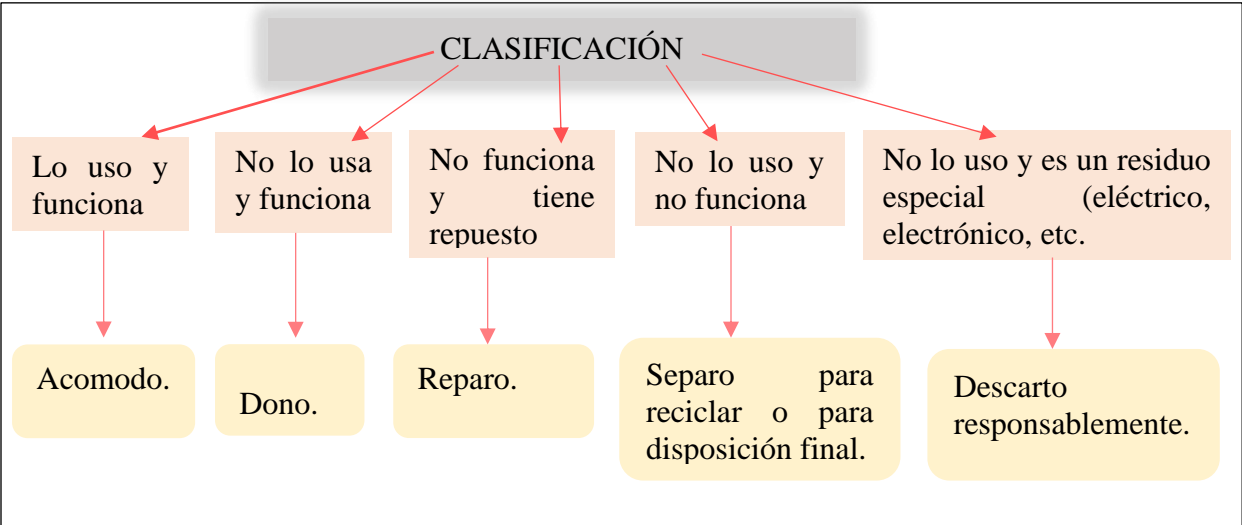 CLASIFICACIÓN
Lo uso y
funciona
No lo usa
y funciona
No funciona
y tiene
repuesto
No lo uso y
no funciona
No lo uso y es un residuo
especial (eléctrico,
electrónico, etc.
Acomodo.
Dono.
Reparo.
Separo para
reciclar o para
disposición final.
Descarto
responsablemente.